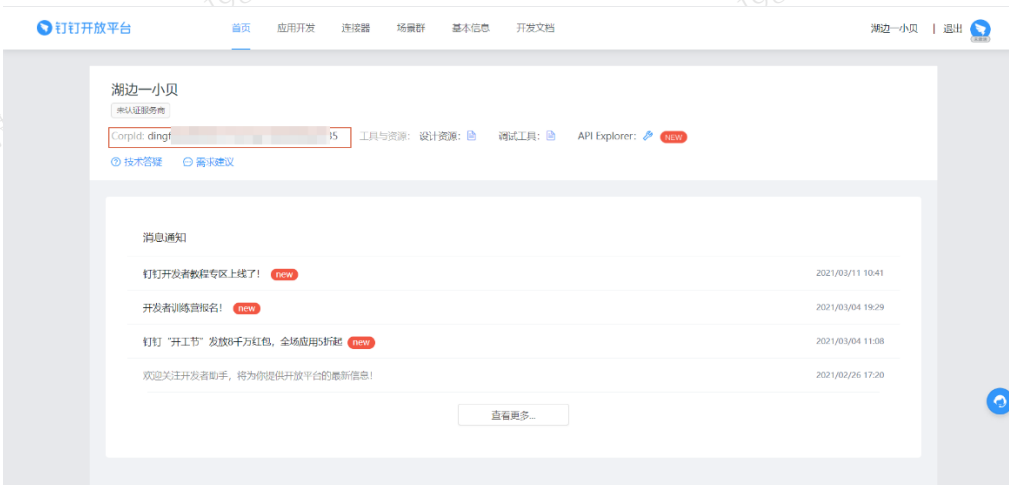 钉钉开放平台 首页 应用开发 连接器 场景群 基本信息 开发文档 湖边一小贝 | 退出
湖边一小贝
未认证服务商
CorpId: dingf 35 工具与资源: 设计资源: 调试工具: API Explorer: NEW
技术答疑 需求建议
消息通知
钉钉开发者教程专区上线了! new 2021/03/11 10:41
开发者训练营报名! new 2021/03/04 19:29
钉钉“开工节”发放8千万红包，全场应用5折起 new 2021/03/04 11:08
欢迎关注开发者助手，将为你提供开放平台的最新信息! 2021/02/26 17:20
查看更多...